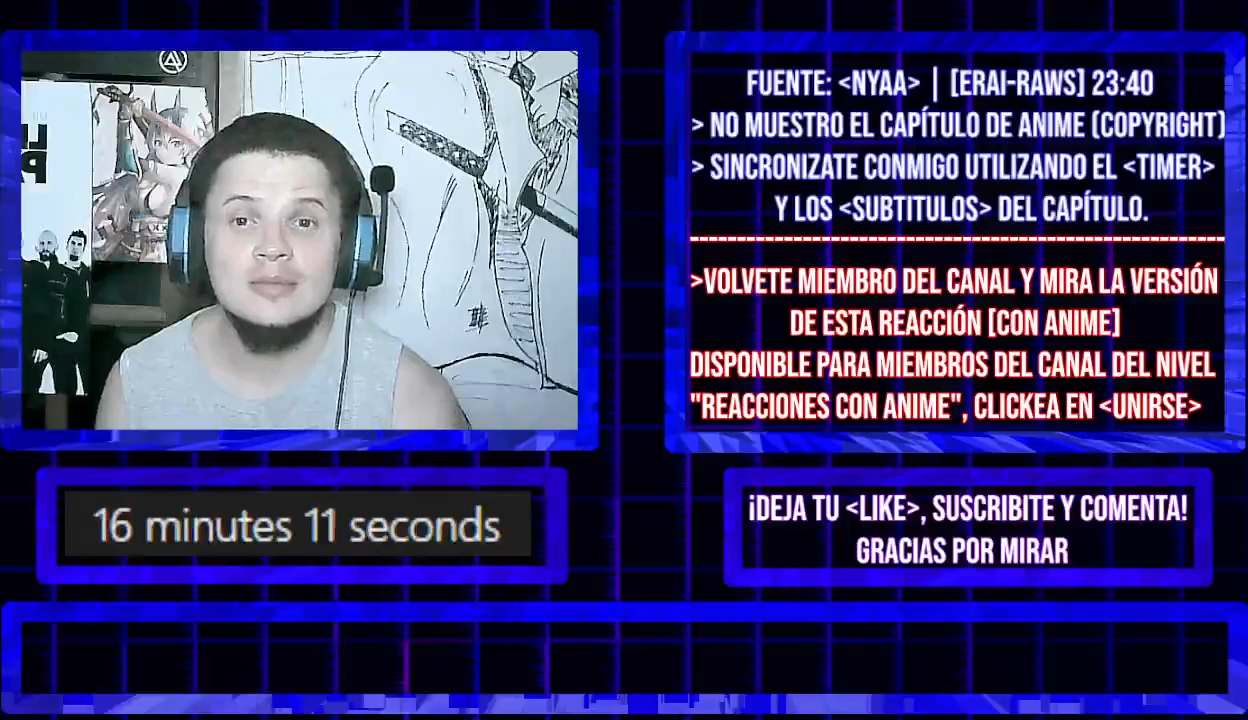 FUENTE: <NYAA> | [ERAI-RAWS] 23:40
> NO MUESTRO EL CAPÍTULO DE ANIME (COPYRIGHT)
> SINCRONIZATE CONMIGO UTILIZANDO EL <TIMER>
Y LOS <SUBTITULOS> DEL CAPÍTULO.
>VOLVETE MIEMBRO DEL CANAL Y MIRA LA VERSIÓN
DE ESTA REACCIÓN [CON ANIME]
DISPONIBLE PARA MIEMBROS DEL CANAL DEL NIVEL
"REACCIONES CON ANIME", CLICKEA EN <UNIRSE>
16 minutes 11 seconds
¡DEJA TU <LIKE>, SUSCRIBITE Y COMENTA!
GRACIAS POR MIRAR